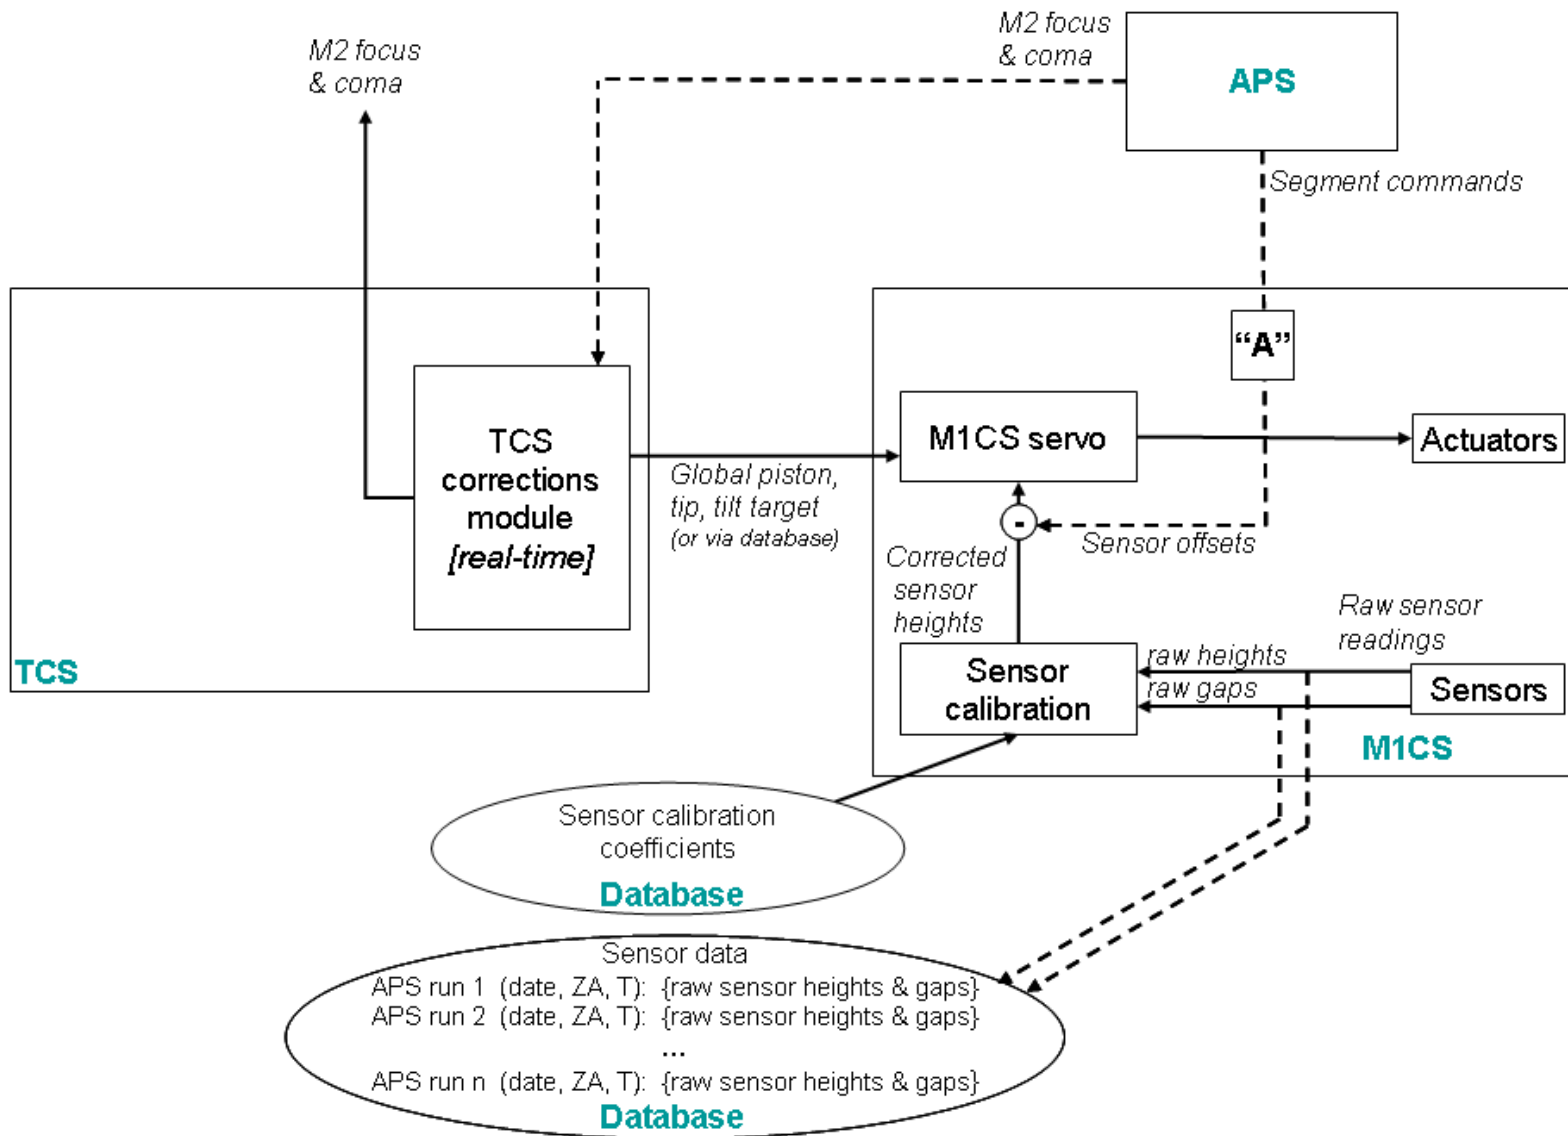 M2 focus
& coma
M2 focus
& coma
APS
Segment commands
"A"
TCS
corrections
module
[real-time]
Global piston,
tip, tilt target
(or via database)
M1CS servo
Actuators
-
Sensor offsets
Corrected
sensor
heights
Raw sensor
readings
raw heights
raw gaps
Sensor
calibration
Sensors
TCS
M1CS
Sensor calibration
coefficients
Database
Sensor data
APS run 1 (date, ZA, T): {raw sensor heights & gaps}
APS run 2 (date, ZA, T): {raw sensor heights & gaps}
...
APS run n (date, ZA, T): {raw sensor heights & gaps}
Database